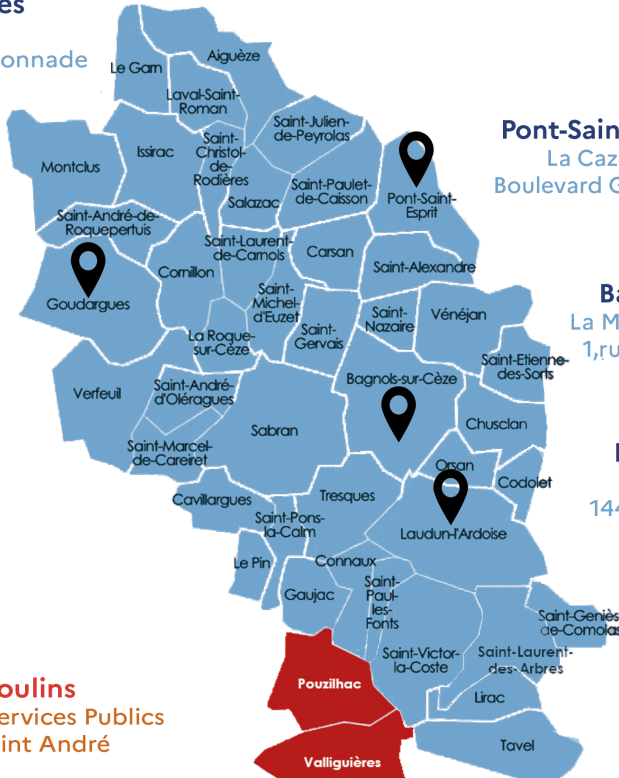 es
onnade
Le Garn
Aiguèze
Laval-Saint-
Roman
Saint-Julien-
de-Peyrolas
Pont-Sain
La Caz
Boulevard G
Montclus
Issirac
Saint-
Christol-
de-
Rodières
Salazac
Saint-Paulet-
de-Caisson
Pont-Saint-
Esprit
Saint-André-de-
Roquepertuis
Saint-Laurent-
de-Carnols
Carsan
Saint-Alexandre
Cornillon
Goudargues
Saint-
Michel-
d'Euzet
Saint-
Nazaire
Vénéjan
Ba
La M
1,ru
La Roque-
sur-Cèze
Saint-
Gervais
Saint-Etienne-
des-Sorts
Verfeuil
Saint-André-
d'Oléragues
Bagnols-sur-Cèze
Chusclan
Sabran
Saint-Marcel-
de-Careiret
Orsan
Codolet
144
Cavillargues
Tresques
Saint-Pons-
la-Calm
Laudun-l'Ardoise
Le Pin
Connaux
Gaujac
Saint-
Paul-
les-
Fonts
Saint-Geniès
de-Comolas
Saint-Victor-
la-Coste
Saint-Laurent-
des-Arbres
Lirac
Tavel
Pouzilhac
Valliguières
oulins
ervices Publics
int André